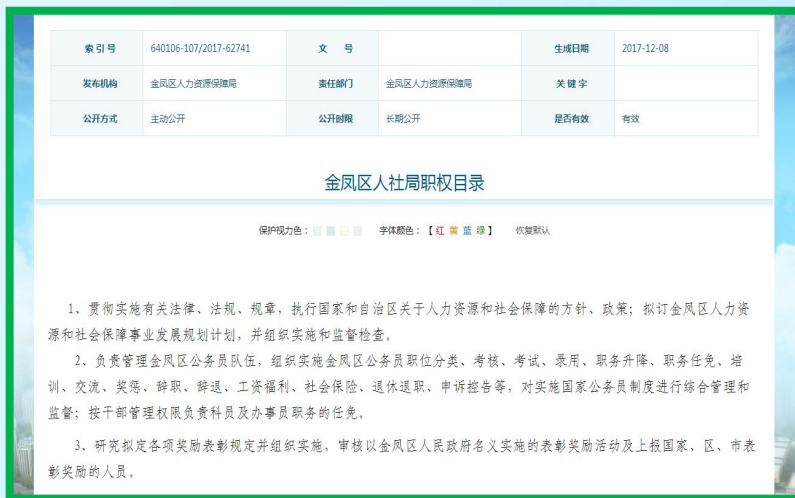 索引号 640106-107/2017-62741 文 号 生成日期 2017-12-08
发布机构 金凤区人力资源保障局 责任部门 金凤区人力资源保障局 关键字
公开方式 主动公开 公开时限 长期公开 是否有效 有效
金凤区人社局职权目录
保护视力色： 字体颜色：【红 黄 蓝 绿】 恢复默认
1、贯彻实施有关法律、法规、规章，执行国家和自治区关于人力资源和社会保障的方针、政策；拟订金凤区人力资
源和社会保障事业发展规划计划，并组织实施和监督检查。
2、负责管理金凤区公务员队伍，组织实施金凤区公务员职位分类、考核、考试、录用、职务升降、职务任免、培
训、交流、奖惩、辞职、辞退、工资福利、社会保险、退休退职、申诉控告等，对实施国家公务员制度进行综合管理和
监督；按干部管理权限负责科员及办事员职务的任免。
3、研究拟定各项奖励表彰规定并组织实施，审核以金凤区人民政府名义实施的表彰奖励活动及上报国家、区、市表
彰奖励的人员。